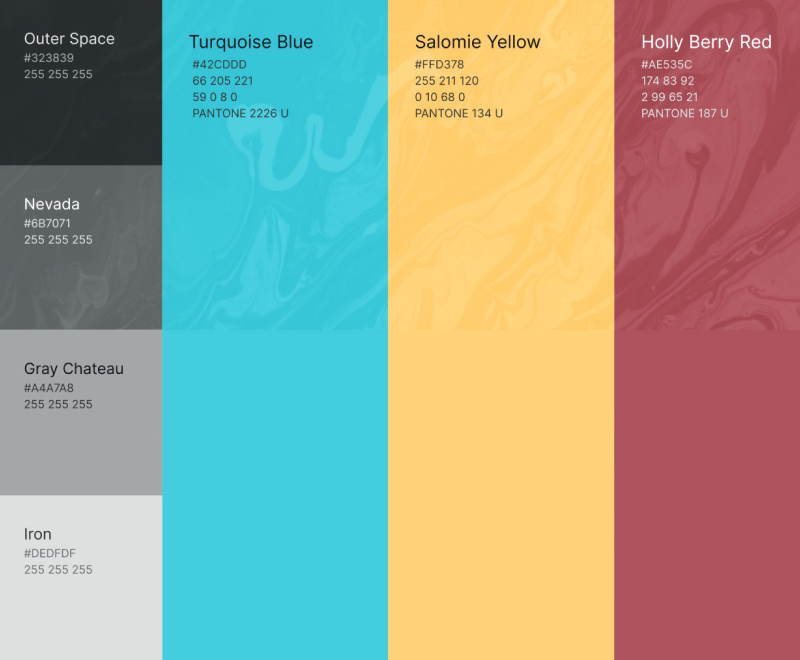 Outer Space
#323839
255 255 255
Nevada
#6B7071
255 255 255
Gray Chateau
#A4A7A8
255 255 255
Iron
#DEDFDF
255 255 255
Turquoise Blue
#42CDDD
66 205 221
59 0 8 0
PANTONE 2226 U
Salomie Yellow
#FFD378
255 211 120
0 10 68 0
PANTONE 134 U
Holly Berry Red
#AE535C
174 83 92
2 99 65 21
PANTONE 187 U